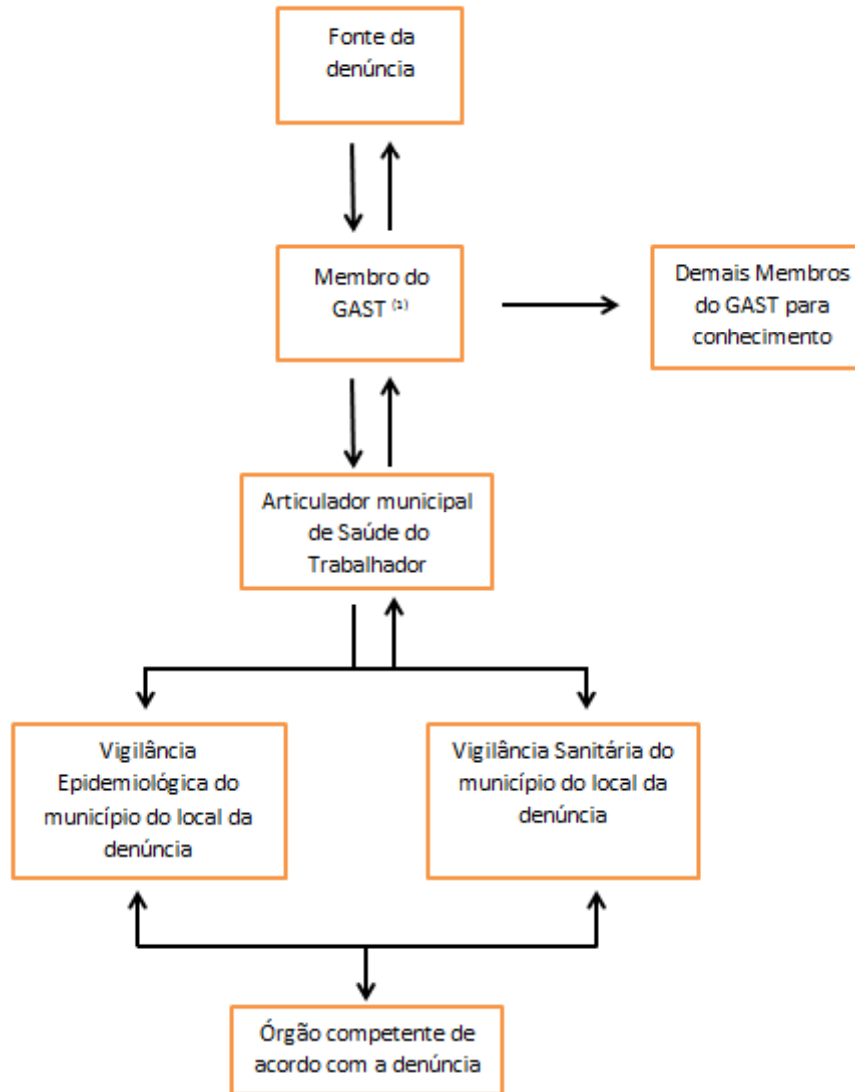 Fonte da
denúncia
Membro do
GAST ⁽¹⁾
Demais Membros
do GAST para
conhecimento
Articulador municipal
de Saúde do
Trabalhador
Vigilância
Epidemiológica do
município do local da
denúncia
Vigilância Sanitária do
município do local da
denúncia
Órgão competente de
acordo com a denúncia